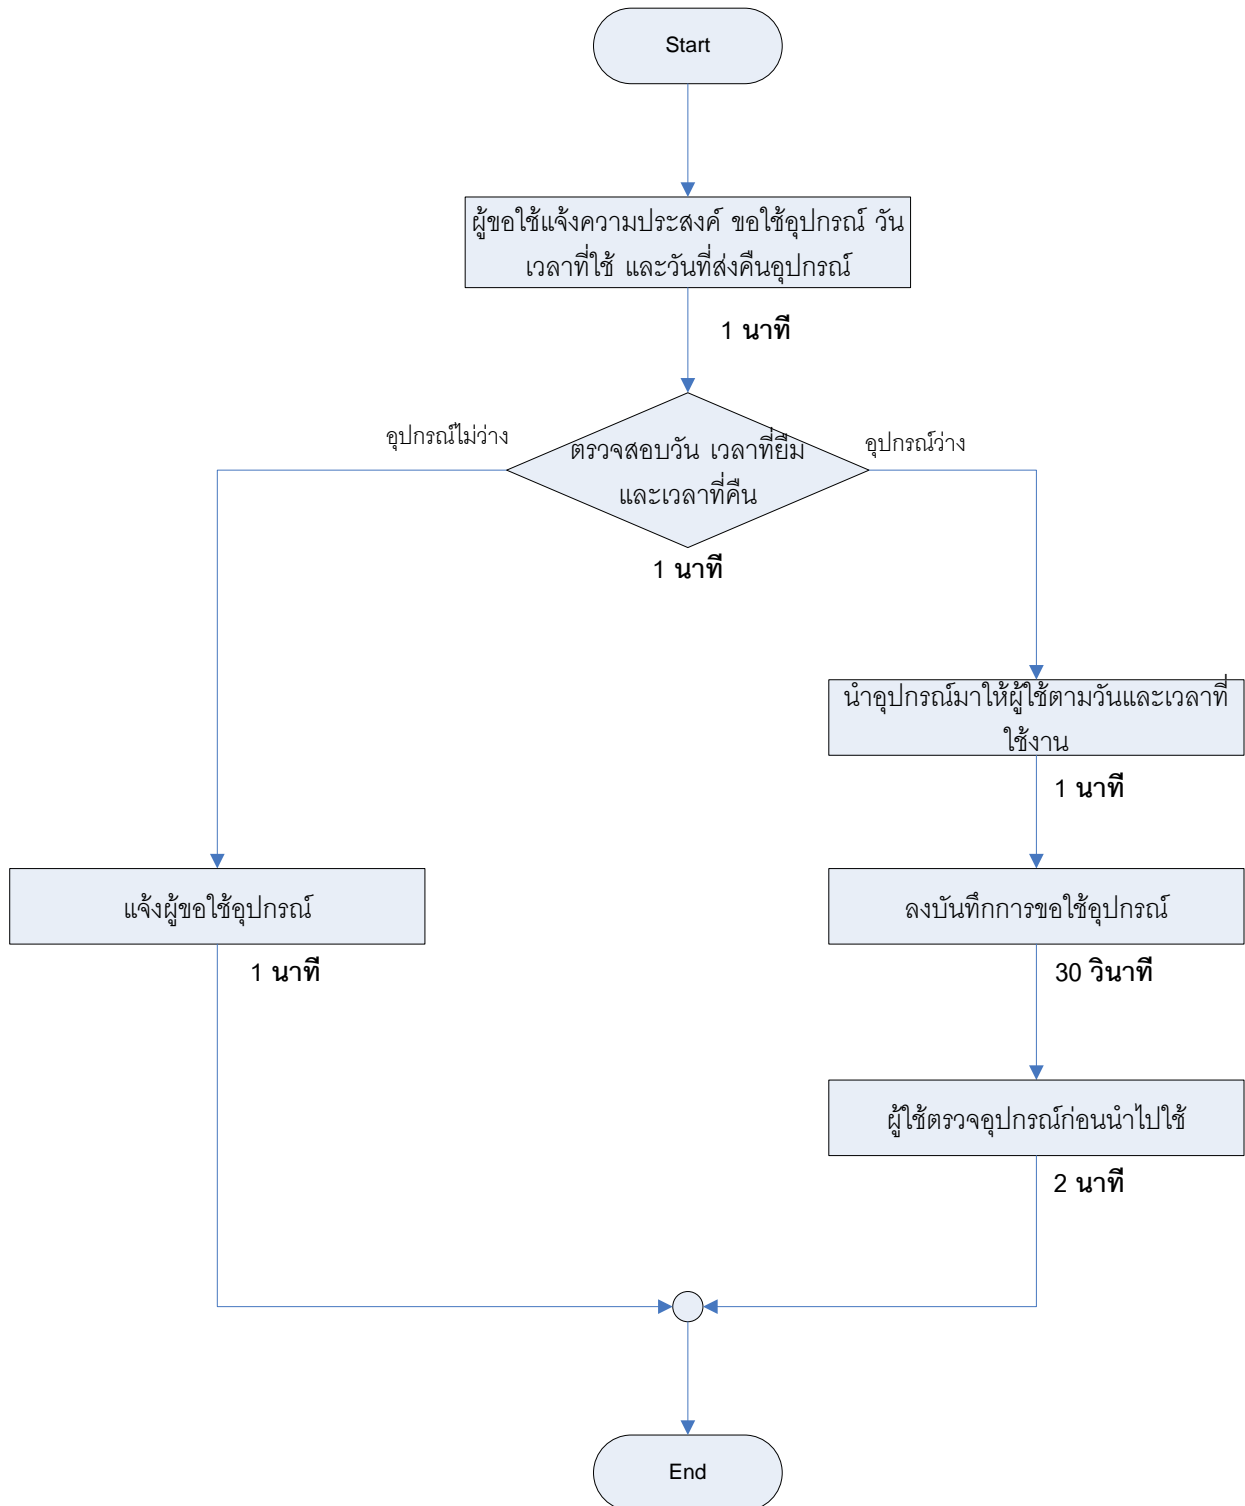 Start
ผู้ขอใช้แจ้งความประสงค์ ขอใช้อุปกรณ์ วัน
เวลาที่ใช้ และวันที่ส่งคืนอุปกรณ์
1 นาที
อุปกรณ์ไม่ว่าง
ตรวจสอบวัน เวลาที่ยืม
และเวลาที่คืน
อุปกรณ์ว่าง
1 นาที
นำอุปกรณ์มาให้ผู้ใช้ตามวันและเวลาที่
ใช้งาน
1 นาที
แจ้งผู้ขอใช้อุปกรณ์
1 นาที
ลงบันทึกการขอใช้อุปกรณ์
30 วินาที
ผู้ใช้ตรวจอุปกรณ์ก่อนนำไปใช้
2 นาที
End